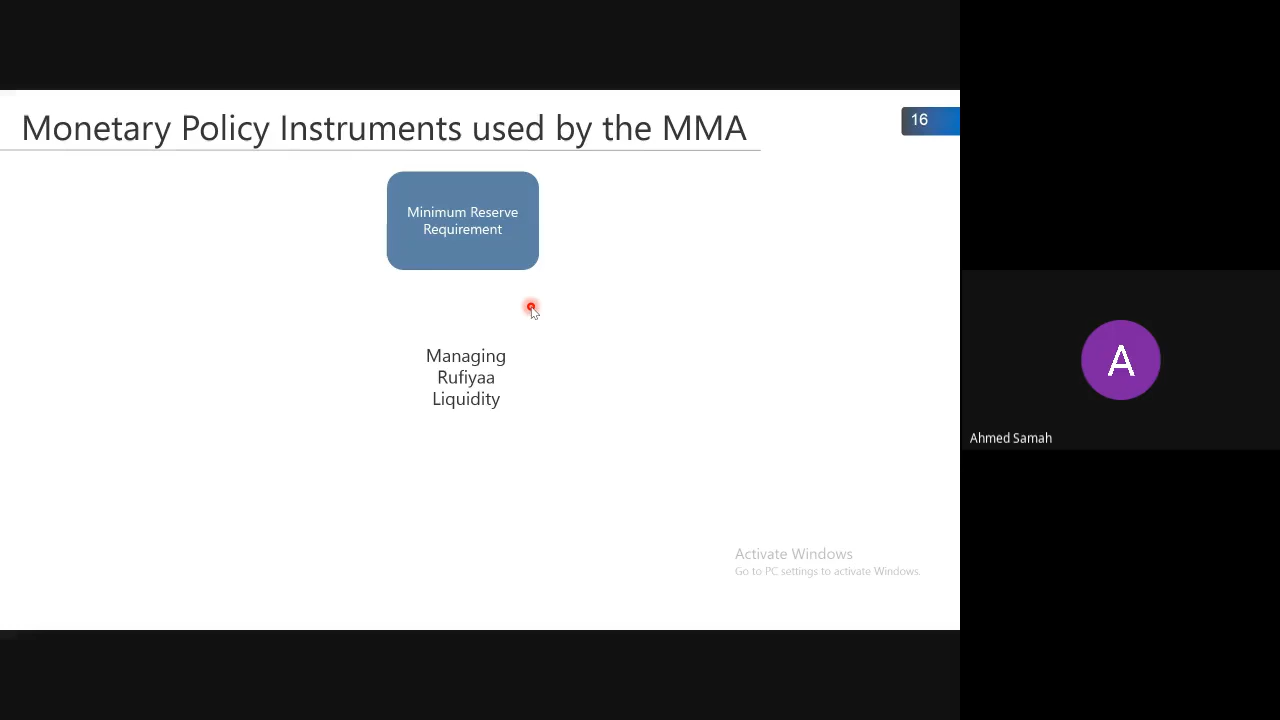 Monetary Policy Instruments used by the MMA
16
Minimum Reserve
Requirement
Managing
Rufiyaa
Liquidity
Activate Windows
Go to PC settings to activate Windows.
A
Ahmed Samah